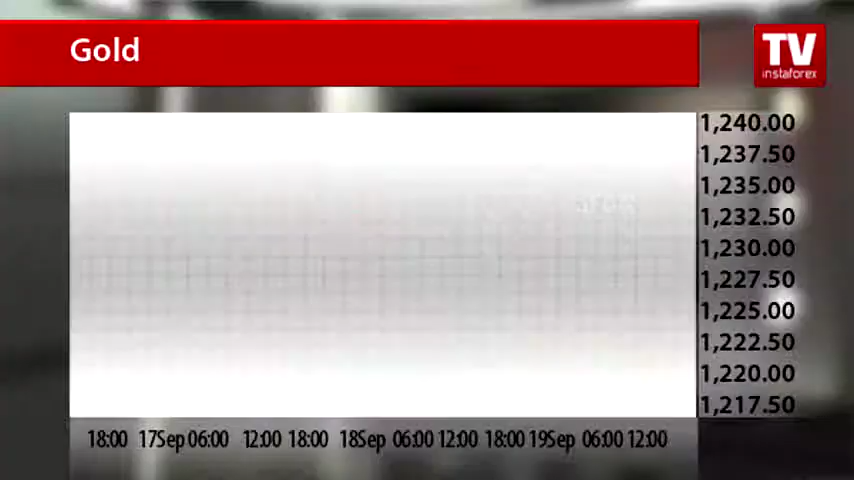 Gold
TV
instaforex
1,240.00
1,237.50
1,235.00
1,232.50
1,230.00
1,227.50
1,225.00
1,222.50
1,220.00
1,217.50
18:00 17Sep 06:00 12:00 18:00 18Sep 06:00 12:00 18:00 19Sep 06:00 12:00